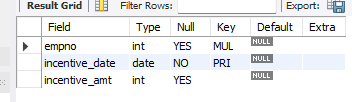 Result Grid Filter Rows: Export:
Field Type Null Key Default Extra
empno int YES MUL NULL
incentive_date date NO PRI NULL
incentive_amt int YES NULL